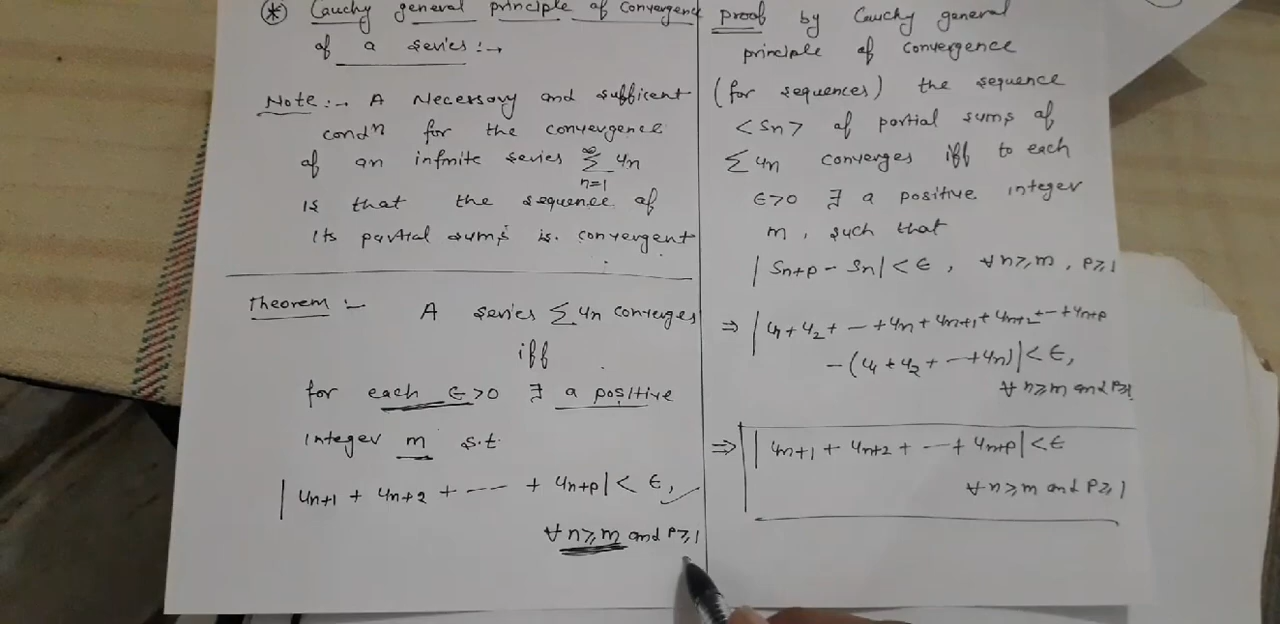 ⊛ Cauchy general principle of convergence
of a series :→
Note :→ A Necessary and sufficent
condⁿ for the convergence
of an infinite series ∑_{n=1}^{∞} un
is that the sequence of
its partial sums is convergent
Theorem :- A series ∑un converges
iff
for each ϵ>0 ∃ a positive
integer m s.t.
|un+1 + un+2 + --- + un+p| < ϵ,
∀ n≥m and p≥1
proof by Cauchy general
principle of convergence
(for sequences) the sequence
<Sn> of partial sums of
∑un converges iff to each
ϵ>0 ∃ a positive integer
m, such that
|Sn+p - Sn| < ϵ, ∀ n≥m, p≥1
⇒ |u1 + u2 + -- + un + un+1 + un+2 + -- + un+p
- (u1 + u2 + -- + un)| < ϵ,
∀ n≥m and p≥1
⇒ |un+1 + un+2 + --- + un+p| < ϵ
∀ n≥m and p≥1